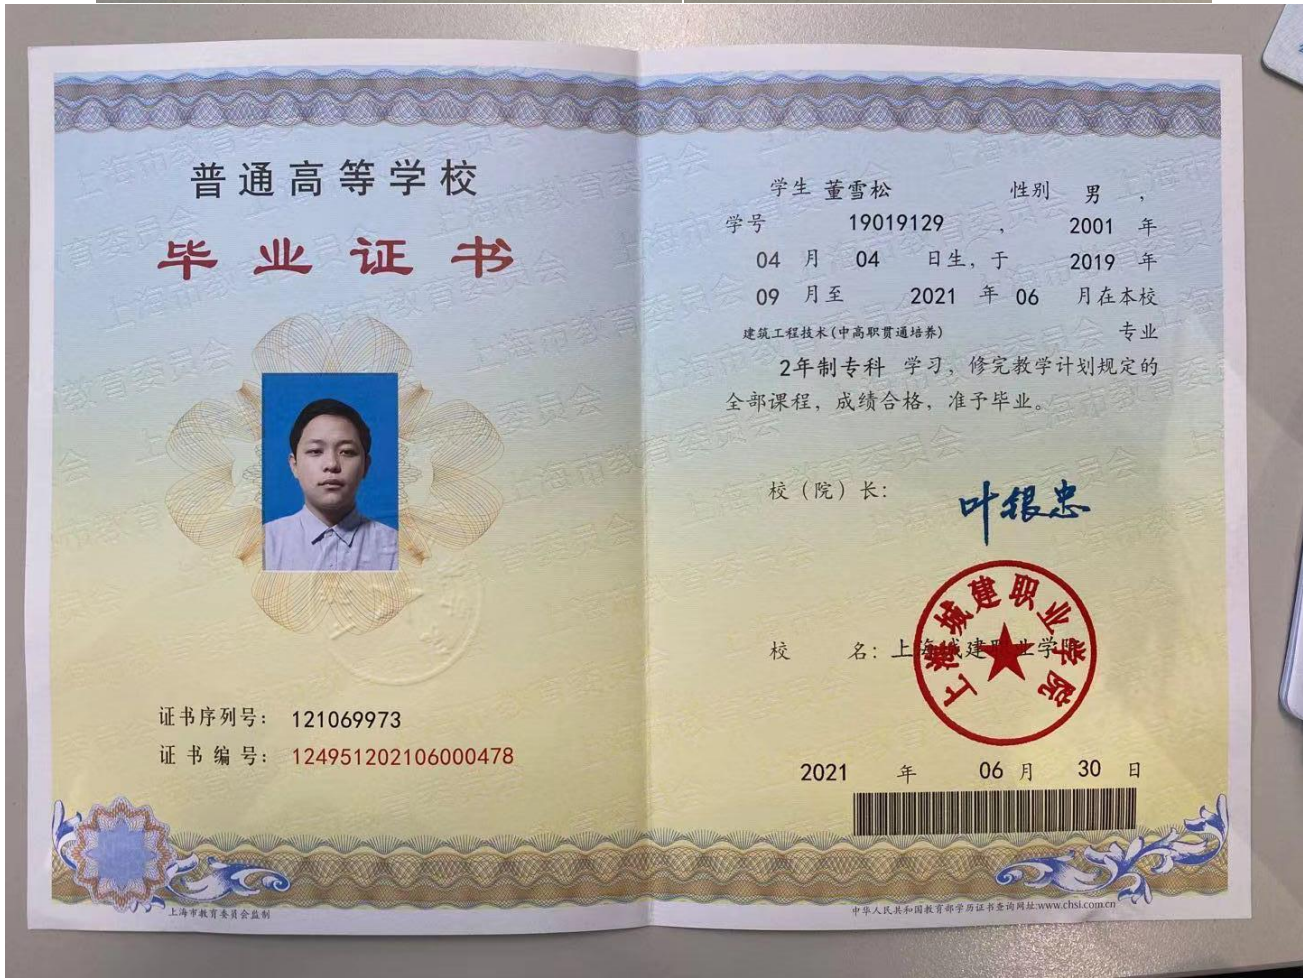 普通高等学校
毕业证书
证书序列号： 121069973
证书编号： 124951202106000478
上海市教育委员会监制
学生 董雪松 性别 男 ，
学号 19019129 ， 2001 年
04 月 04 日生，于 2019 年
09 月至 2021 年 06 月在本校
建筑工程技术(中高职贯通培养) 专业
2年制专科 学习，修完教学计划规定的
全部课程，成绩合格，准予毕业。
校（院）长： 叶银忠
校 名：上海城建职业学院
上海城建职业学院
2021 年 06 月 30 日
中华人民共和国教育部学历证书查询网址:www.chsi.com.cn
上海市教育委员会